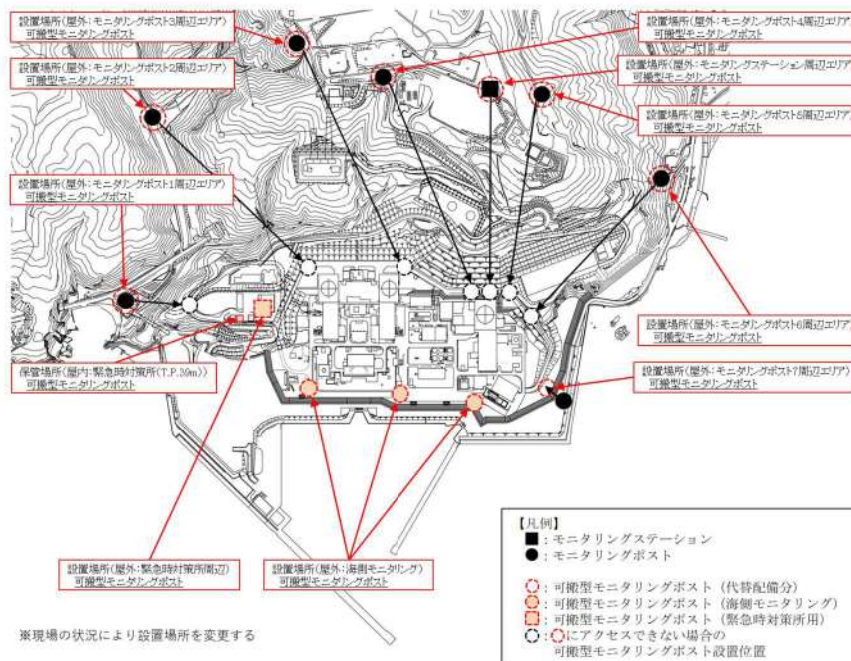 設置場所(屋外:モニタリングポスト3周辺エリア)
可搬型モニタリングポスト
設置場所(屋外:モニタリングポスト4周辺エリア)
可搬型モニタリングポスト
設置場所(屋外:モニタリングポスト2周辺エリア)
可搬型モニタリングポスト
設置場所(屋外:モニタリングステーション周辺エリア)
可搬型モニタリングポスト
設置場所(屋外:モニタリングポスト5周辺エリア)
可搬型モニタリングポスト
設置場所(屋外:モニタリングポスト1周辺エリア)
可搬型モニタリングポスト
設置場所(屋外:モニタリングポスト6周辺エリア)
可搬型モニタリングポスト
保管場所(屋内:緊急時対策所(T.P.39m))
可搬型モニタリングポスト
設置場所(屋外:モニタリングポスト7周辺エリア)
可搬型モニタリングポスト
設置場所(屋外:緊急時対策所周辺)
可搬型モニタリングポスト
設置場所(屋外:海側モニタリング)
可搬型モニタリングポスト
【凡例】
■:モニタリングステーション
●:モニタリングポスト
:可搬型モニタリングポスト(代替配備分)
:可搬型モニタリングポスト(海側モニタリング)
:可搬型モニタリングポスト(緊急時対策所用)
:にアクセスできない場合の
可搬型モニタリングポスト設置位置
※現場の状況により設置場所を変更する